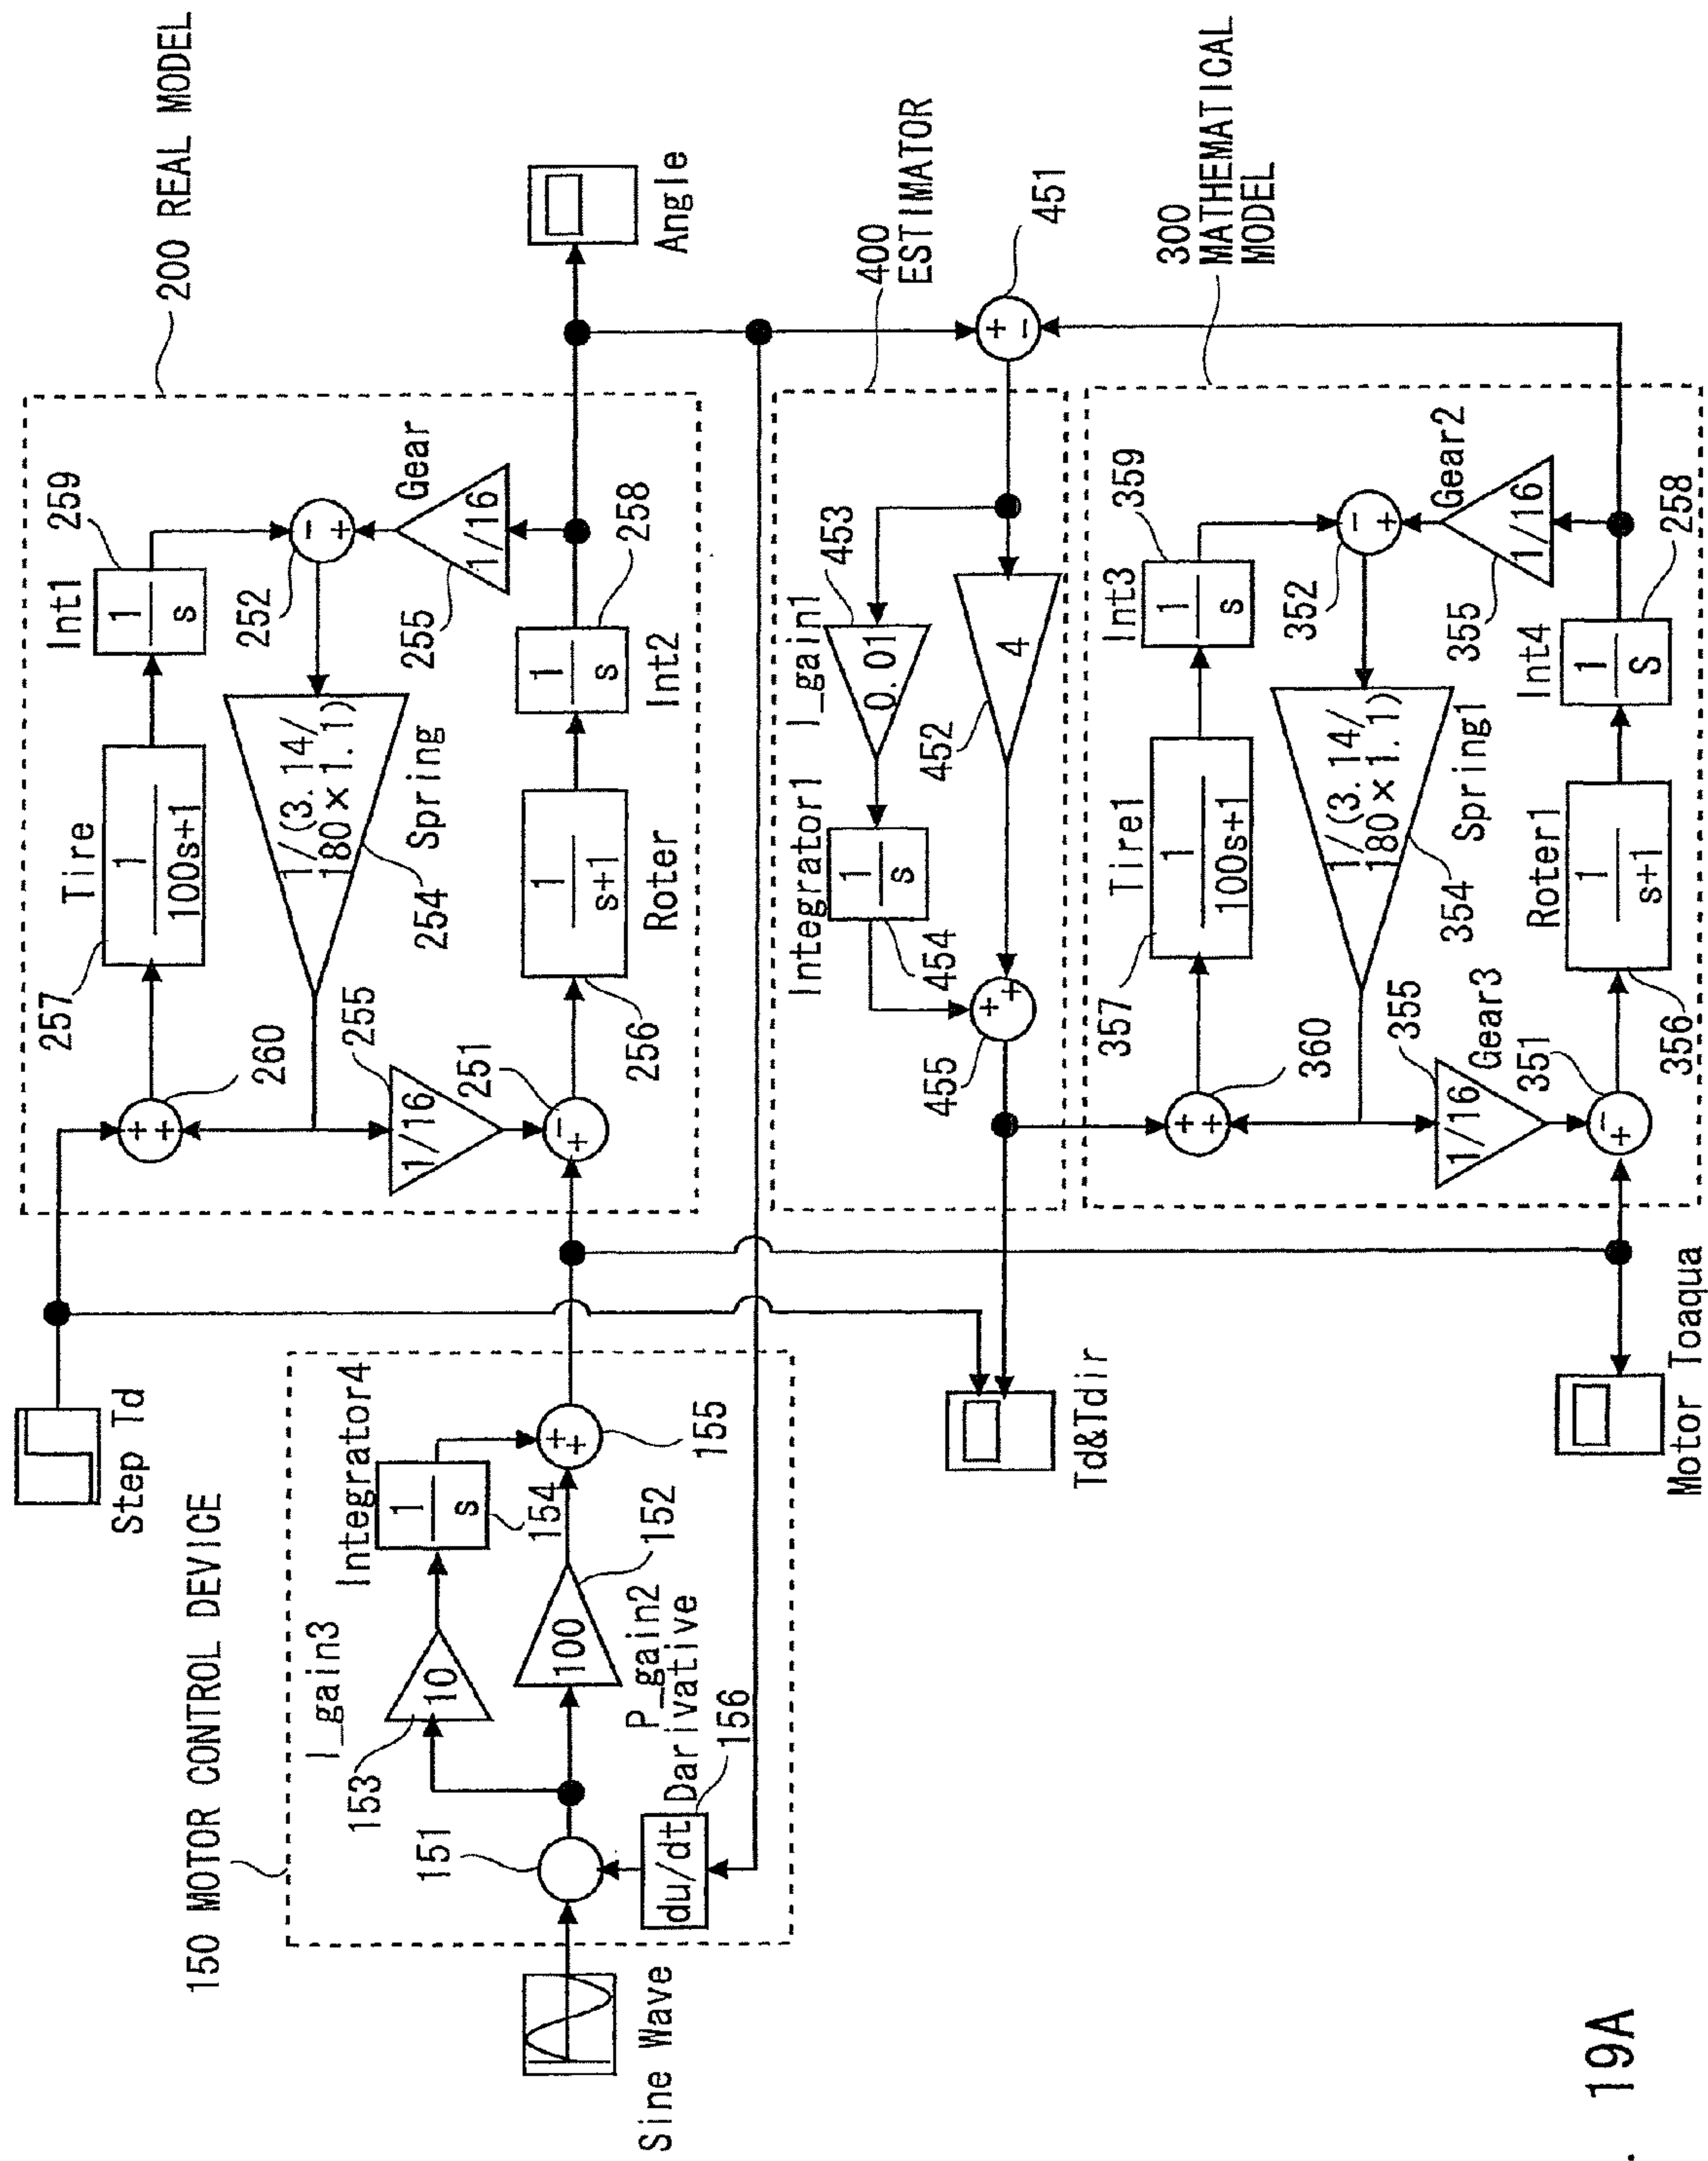 150 MOTOR CONTROL DEVICE
Sine Wave
151
du/dt
Darivative
156
153
I_gain3
10
100
P_gain2
152
Integrator4
1
s
154
+
+
155
Step Td
200 REAL MODEL
257
Tire
1
100s+1
Int1
259
1
s
+
+
260
1/(3.14/
180×1.1)
254
Spring
252
−
+
255
1/16
251
−
+
256
1
s+1
Roter
1
s
258
Int2
Gear
1/16
255
Angle
400
ESTIMATOR
451
+
−
I_gain1
453
0.01
4
452
Integrator1
1
s
454
+
+
455
Td&Tdir
300
MATHEMATICAL
MODEL
357
Tire1
1
100s+1
Int3
359
1
s
+
+
360
1/(3.14/
180×1.1)
354
Spring1
352
−
+
Gear2
1/16
355
355
1/16
Gear3
351
−
+
356
Roter1
1
s+1
Int4
1
S
258
Motor Toaqua
. 19A